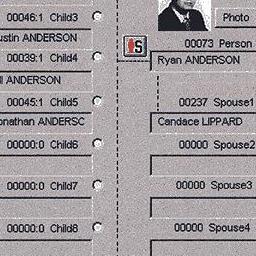 00046:1 Child3
ustin ANDERSON
00039:1 Child4
ll ANDERSON
00045:1 Child5
onathan ANDERSC
00000:0 Child6
00000:0 Child7
00000:0 Child8
Photo
S
00073 Person
Ryan ANDERSON
00237 Spouse1
Candace LIPPARD
00000 Spouse2
00000 Spouse3
00000 Spouse4